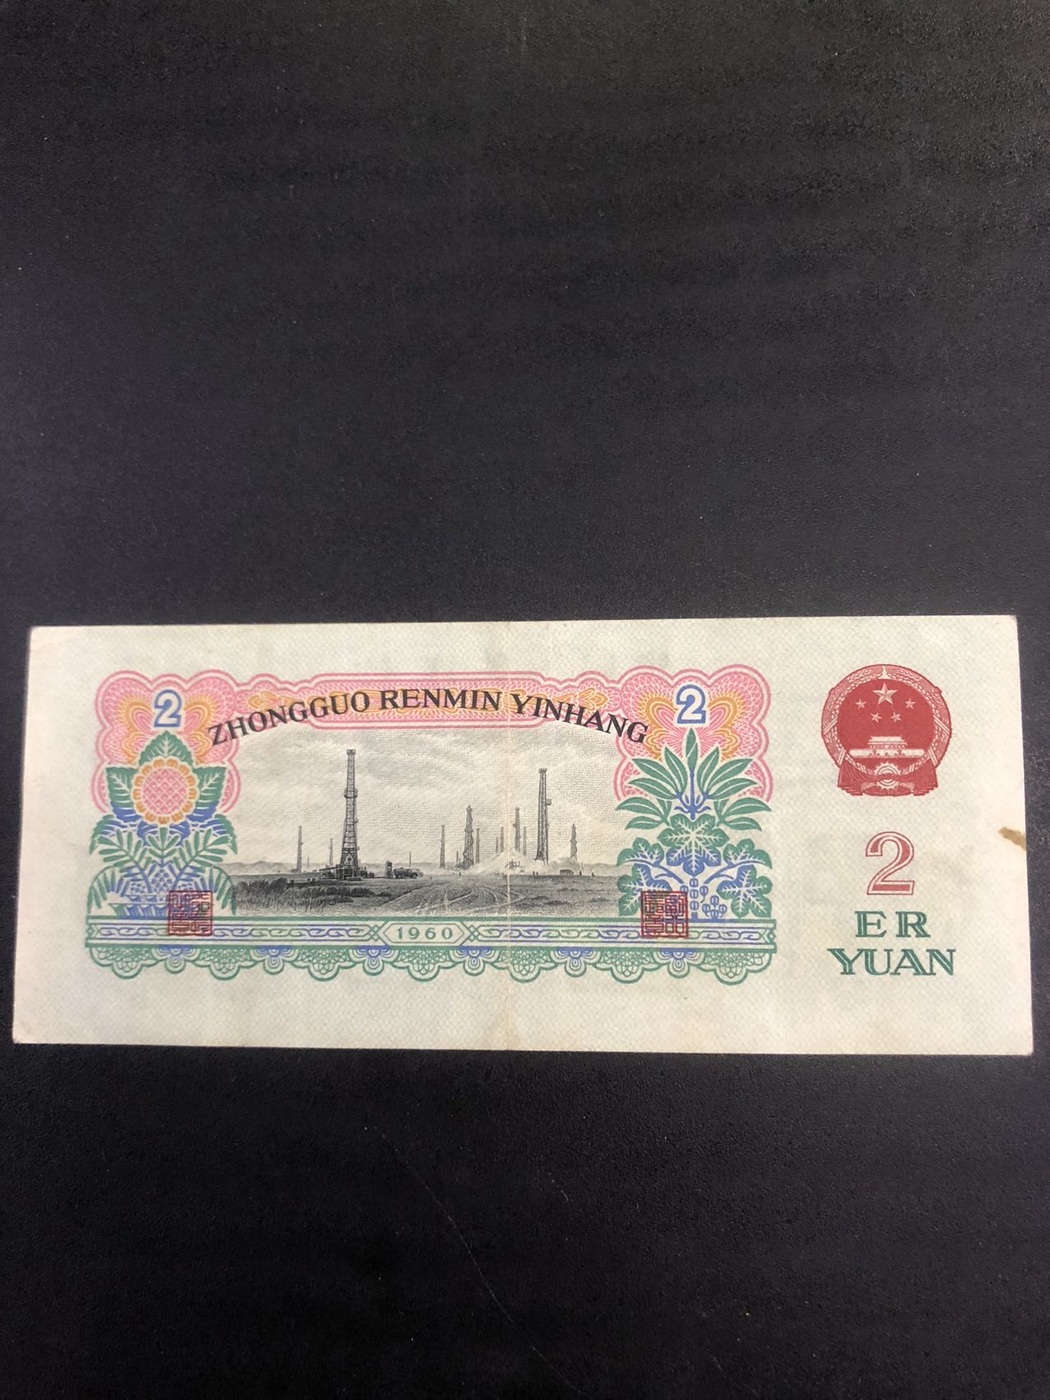 2
2
ZHONGGUO RENMIN YINHANG
1960
2
ER
YUAN